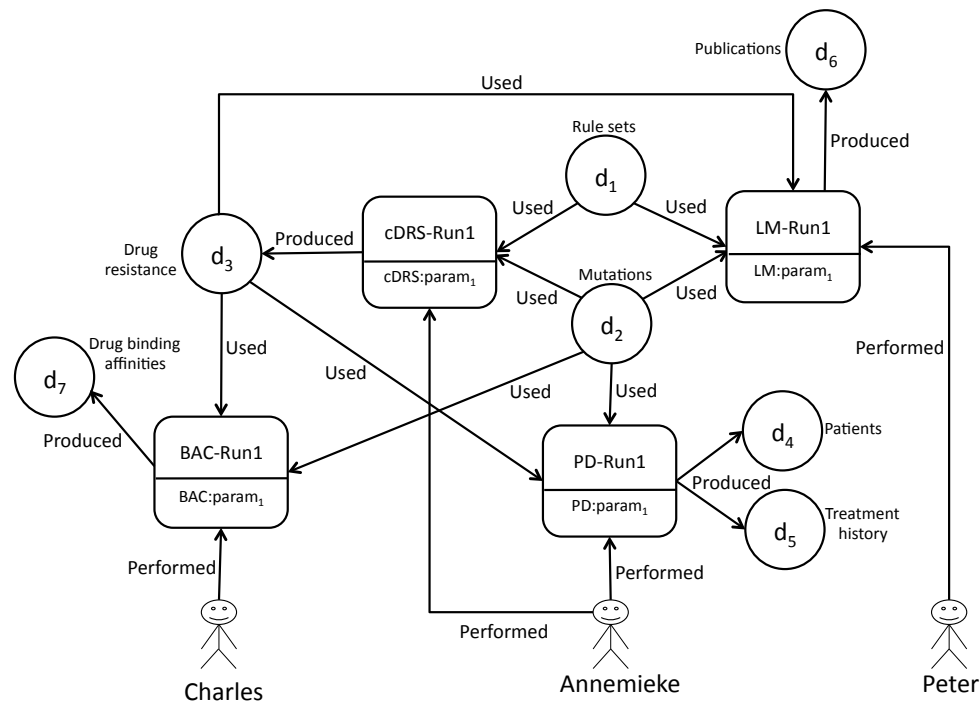 Publications
d6
Used
Rule sets
d1
Produced
Used
Used
cDRS-Run1
cDRS:param1
LM-Run1
LM:param1
Produced
Drug
resistance
d3
Mutations
d2
Used
Used
Drug binding
affinities
d7
Used
Used
Used
Used
Performed
Produced
BAC-Run1
BAC:param1
PD-Run1
PD:param1
d4
Patients
Produced
d5
Treatment
history
Performed
Performed
Performed
Charles
Annemieke
Peter